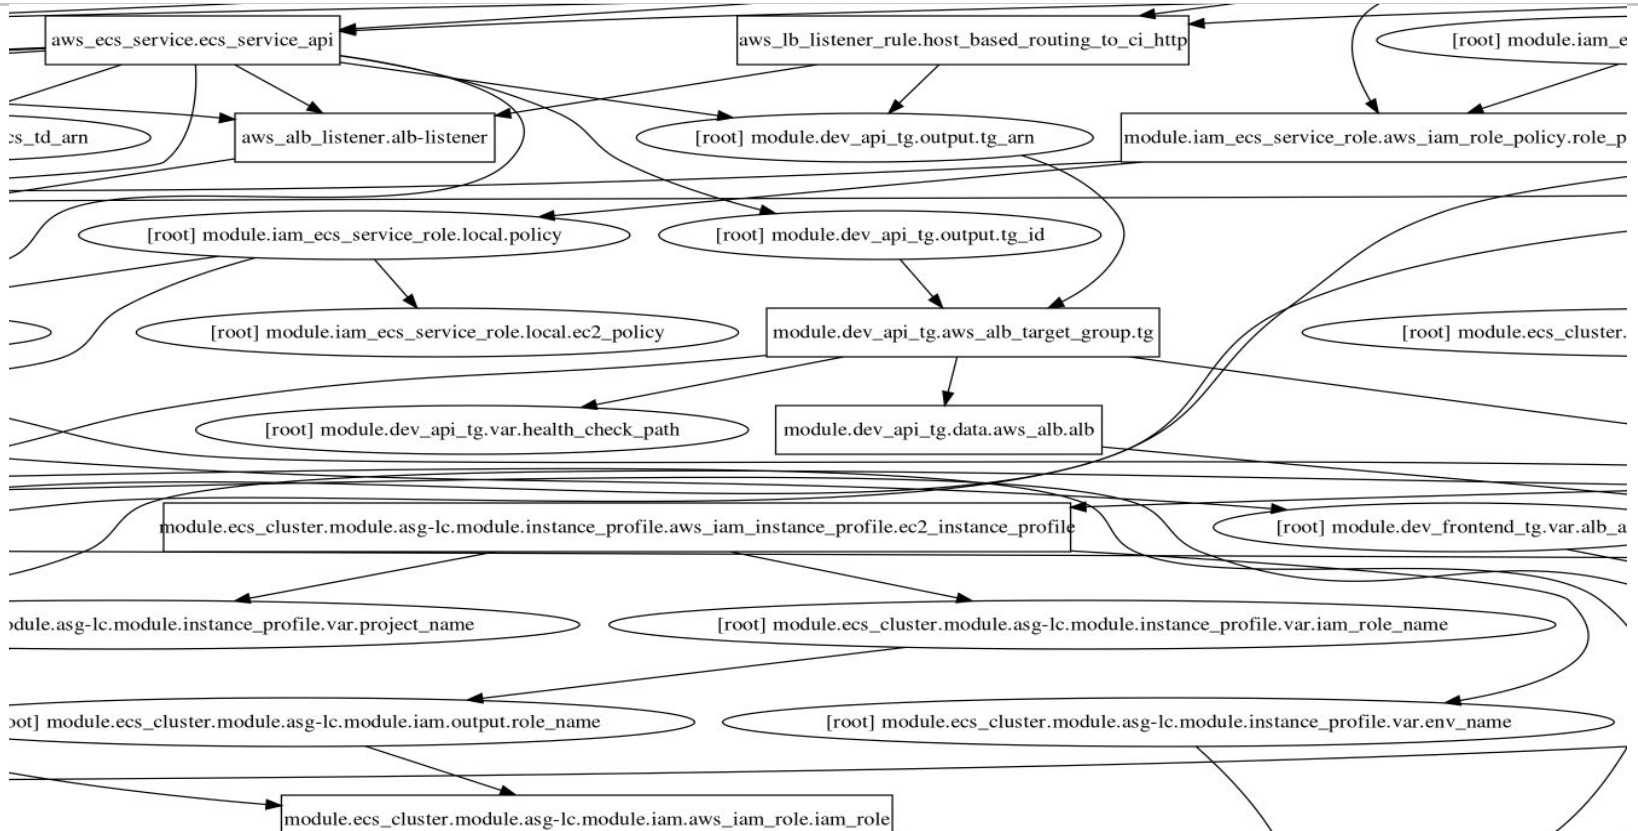 aws_ecs_service.ecs_service_api
aws_lb_listener_rule.host_based_routing_to_ci_http
[root] module.iam_e
cs_td_arn
aws_alb_listener.alb-listener
[root] module.dev_api_tg.output.tg_arn
module.iam_ecs_service_role.aws_iam_role_policy.role_p
[root] module.iam_ecs_service_role.local.policy
[root] module.dev_api_tg.output.tg_id
[root] module.iam_ecs_service_role.local.ec2_policy
module.dev_api_tg.aws_alb_target_group.tg
[root] module.ecs_cluster.
[root] module.dev_api_tg.var.health_check_path
module.dev_api_tg.data.aws_alb.alb
module.ecs_cluster.module.asg-lc.module.instance_profile.aws_iam_instance_profile.ec2_instance_profile
[root] module.dev_frontend_tg.var.alb_a
odule.asg-lc.module.instance_profile.var.project_name
[root] module.ecs_cluster.module.asg-lc.module.instance_profile.var.iam_role_name
oot] module.ecs_cluster.module.asg-lc.module.iam.output.role_name
[root] module.ecs_cluster.module.asg-lc.module.instance_profile.var.env_name
module.ecs_cluster.module.asg-lc.module.iam.aws_iam_role.iam_role